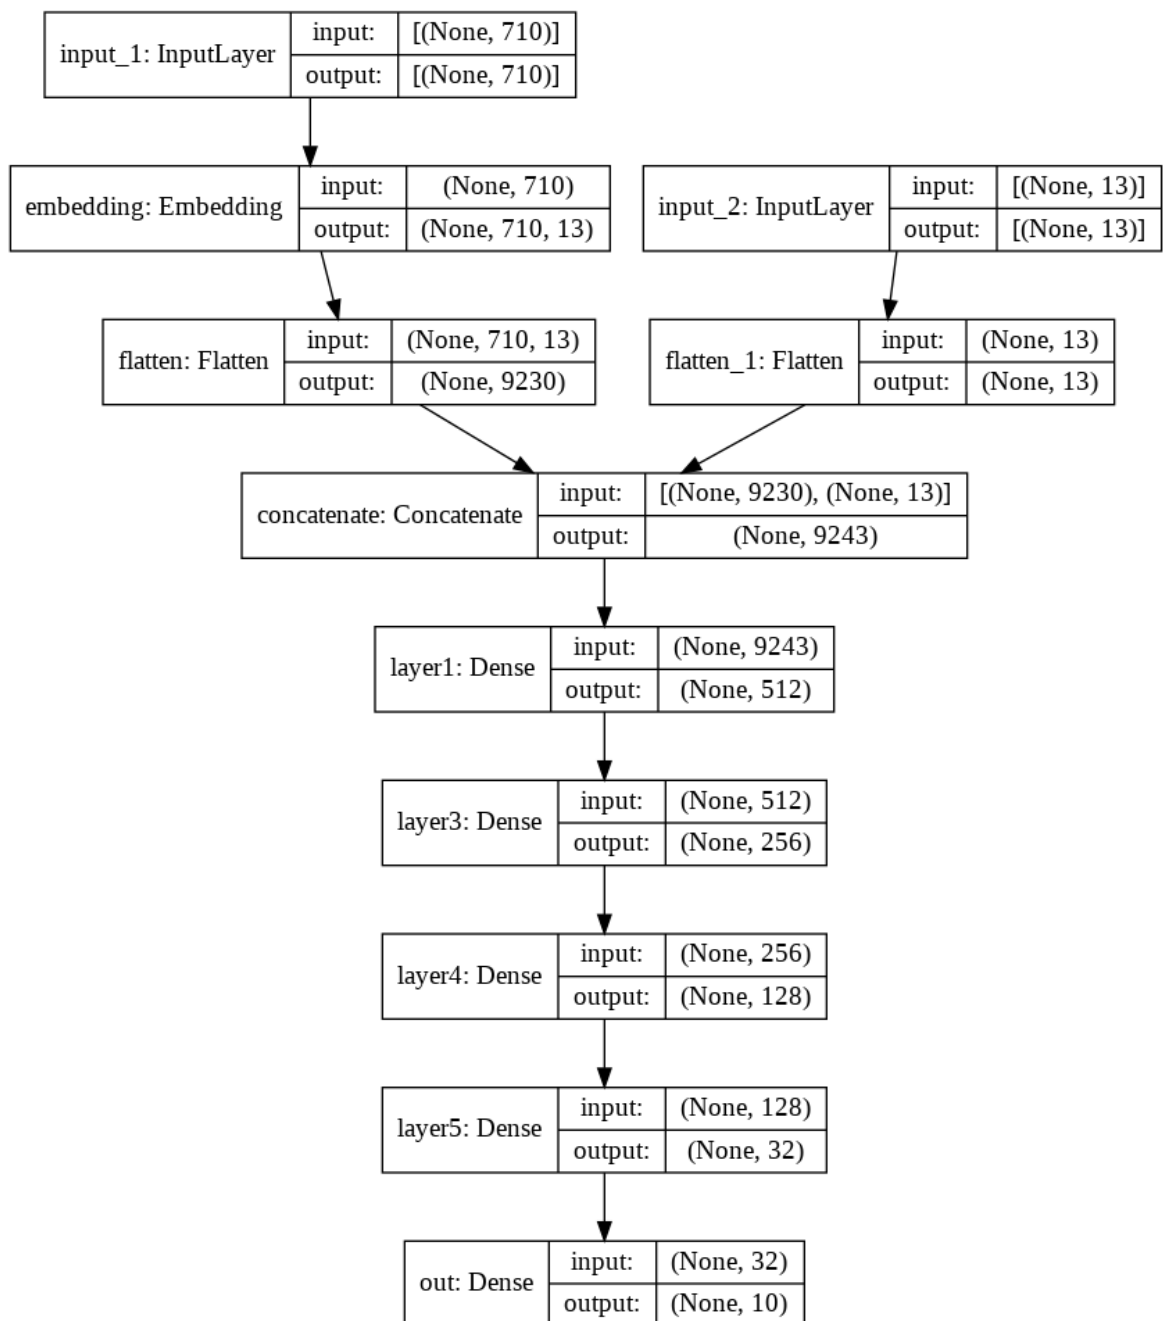 input_1: InputLayer
input: [(None, 710)]
output: [(None, 710)]
embedding: Embedding
input: (None, 710)
output: (None, 710, 13)
input_2: InputLayer
input: [(None, 13)]
output: [(None, 13)]
flatten: Flatten
input: (None, 710, 13)
output: (None, 9230)
flatten_1: Flatten
input: (None, 13)
output: (None, 13)
concatenate: Concatenate
input: [(None, 9230), (None, 13)]
output: (None, 9243)
layer1: Dense
input: (None, 9243)
output: (None, 512)
layer3: Dense
input: (None, 512)
output: (None, 256)
layer4: Dense
input: (None, 256)
output: (None, 128)
layer5: Dense
input: (None, 128)
output: (None, 32)
out: Dense
input: (None, 32)
output: (None, 10)